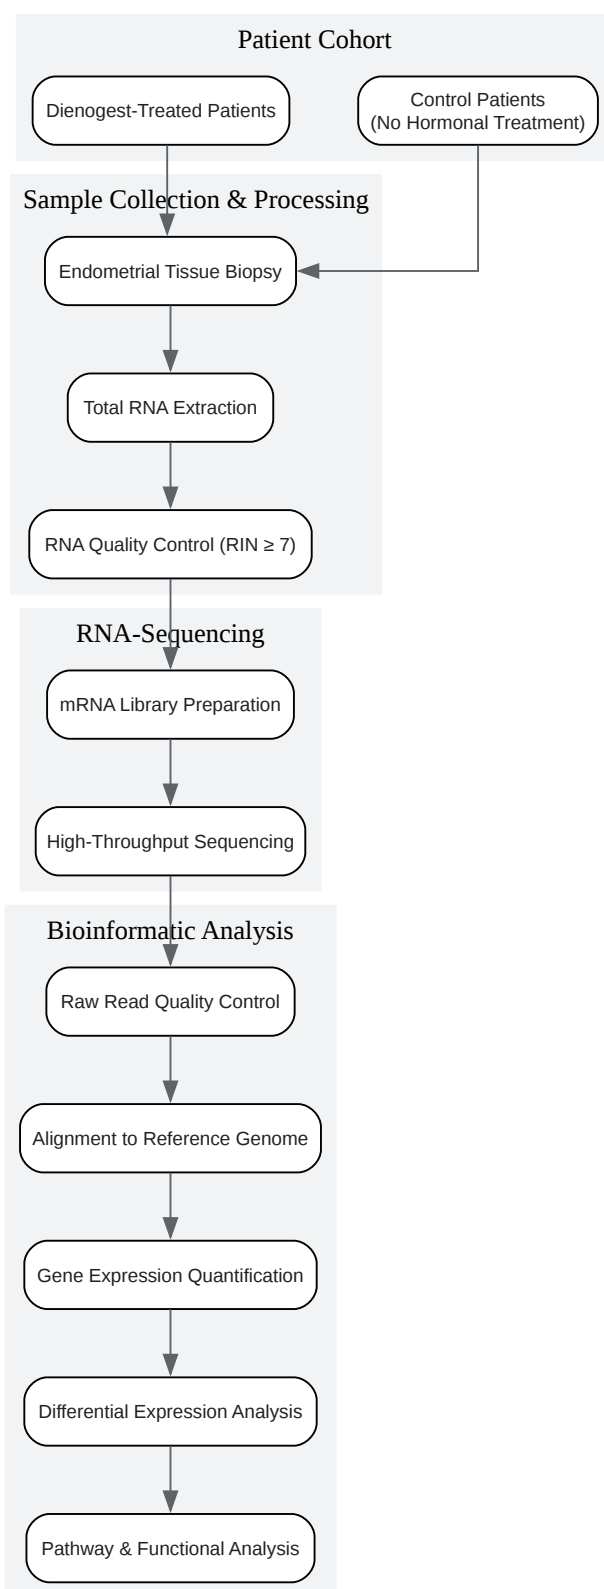 Patient Cohort
Dienogest-Treated Patients
Control Patients
(No Hormonal Treatment)
Sample Collection & Processing
Endometrial Tissue Biopsy
Total RNA Extraction
RNA Quality Control (RIN ≥ 7)
RNA-Sequencing
mRNA Library Preparation
High-Throughput Sequencing
Bioinformatic Analysis
Raw Read Quality Control
Alignment to Reference Genome
Gene Expression Quantification
Differential Expression Analysis
Pathway & Functional Analysis